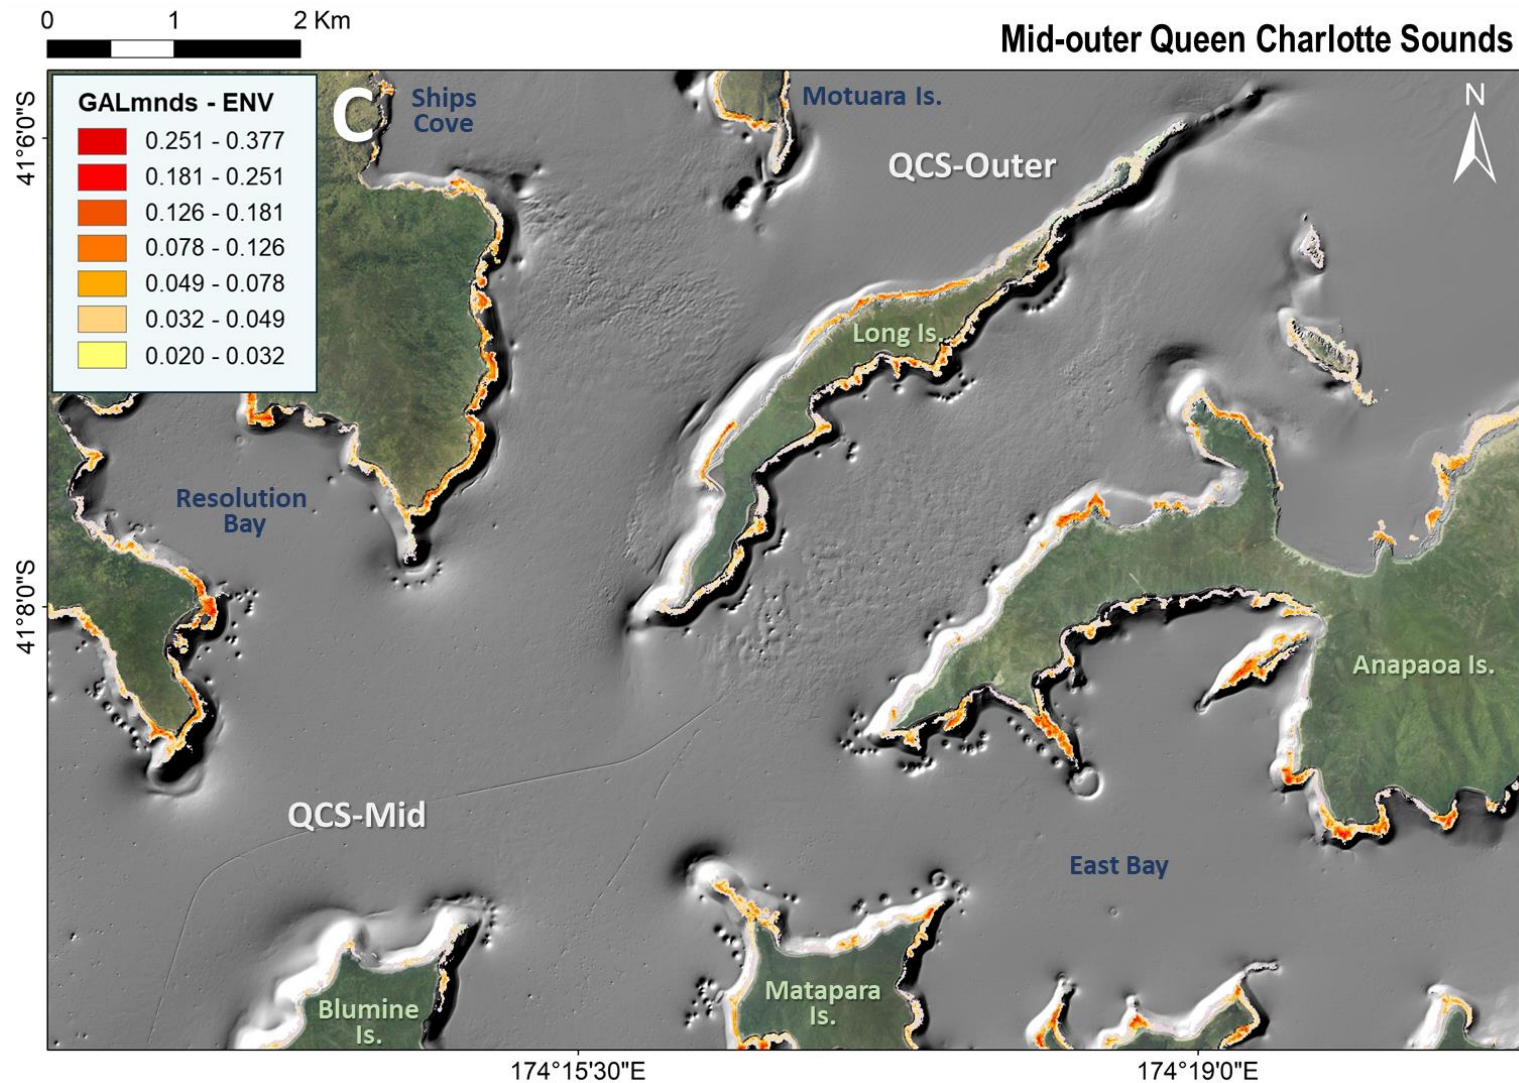 0 1 2 Km
Mid-outer Queen Charlotte Sounds
GALmnds - ENV
0.251 - 0.377
0.181 - 0.251
0.126 - 0.181
0.078 - 0.126
0.049 - 0.078
0.032 - 0.049
0.020 - 0.032
C
Ships
Cove
Motuara Is.
N
41°6'0"S
QCS-Outer
Long Is.
Resolution
Bay
41°8'0"S
Anapaoa Is.
QCS-Mid
East Bay
Blumine
Is.
Matapara
Is.
174°15'30"E 174°19'0"E